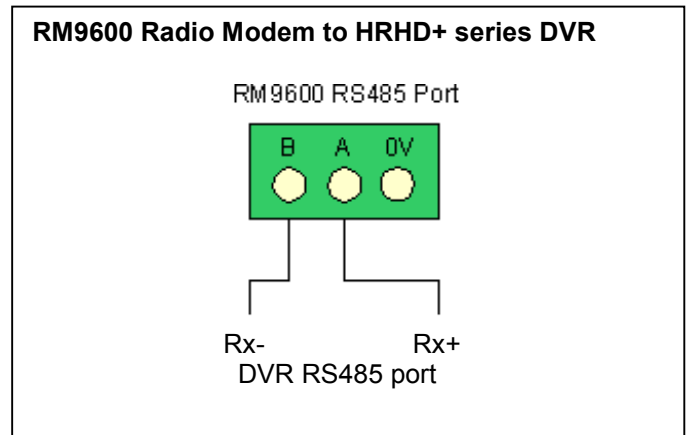 RM9600 Radio Modem to HRHD+ series DVR
RM9600 RS485 Port
B A 0V
Rx- Rx+
DVR RS485 port